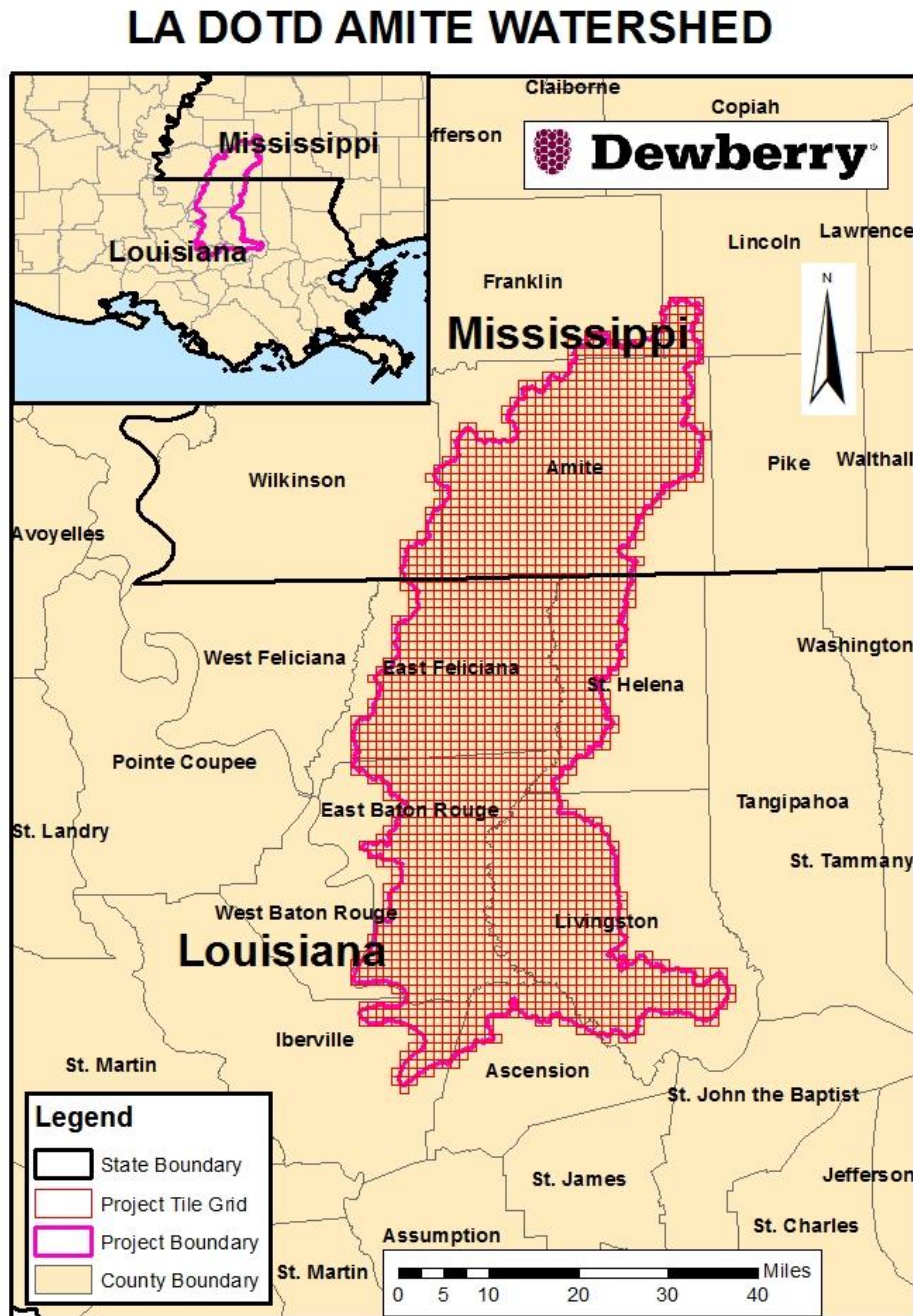 LA DOTD AMITE WATERSHED
Mississippi
Louisiana
Claiborne
Copiah
efferson
Dewberry
Lincoln
Lawrence
Franklin
N
Mississippi
Wilkinson
Amite
Pike
Walthall
Avoyelles
West Feliciana
East Feliciana
St. Helena
Washington
Pointe Coupee
East Baton Rouge
Tangipahoa
St. Landry
St. Tammany
West Baton Rouge
Livingston
Louisiana
Iberville
St. Martin
Ascension
St. John the Baptist
Legend
State Boundary
Project Tile Grid
Project Boundary
County Boundary
St. James
Jefferson
St. Charles
Assumption
St. Martin
Miles
0 5 10 20 30 40